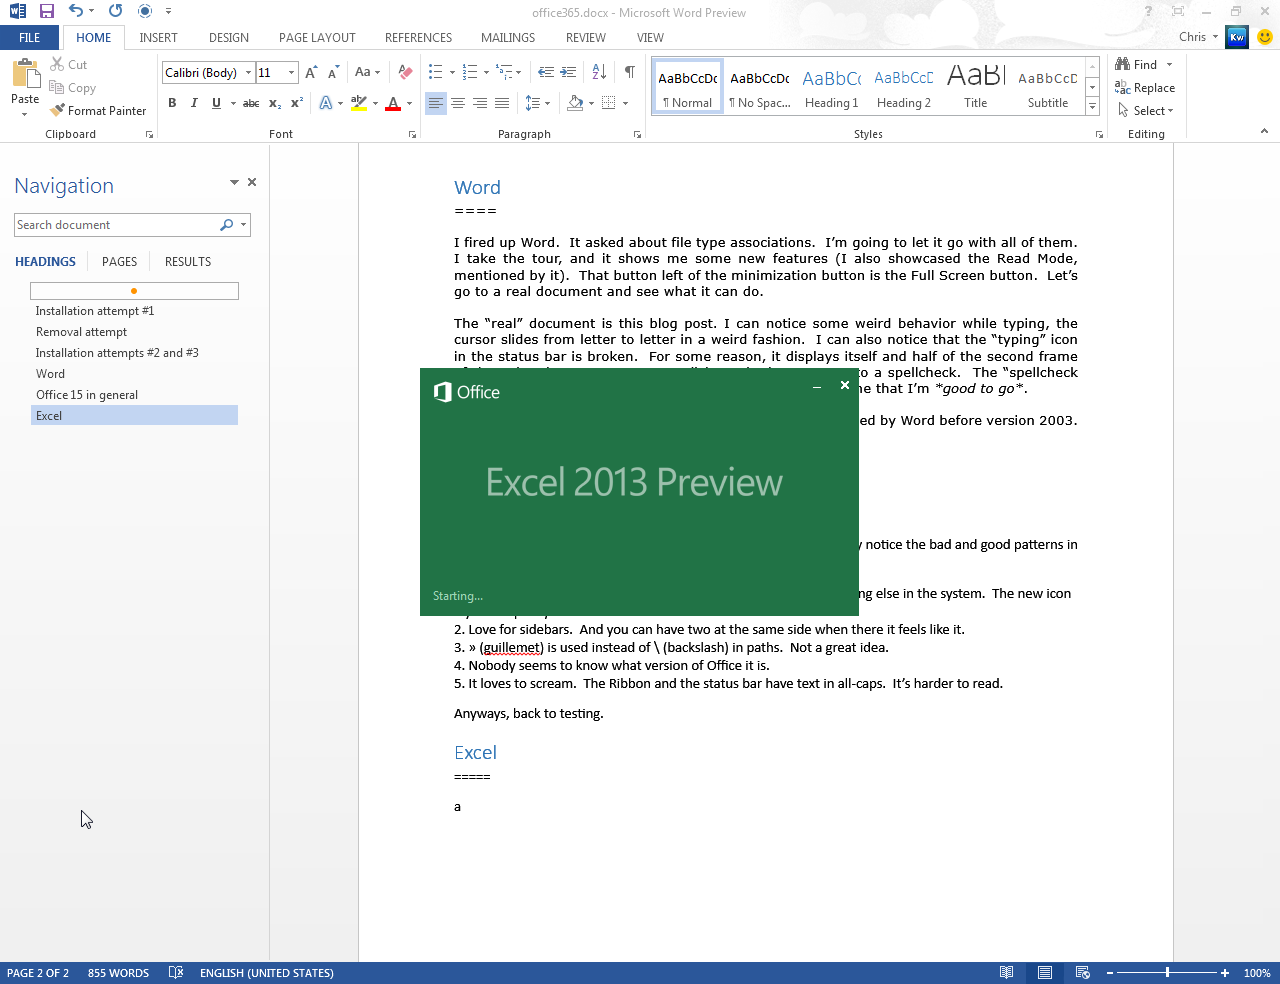 office365.docx - Microsoft Word Preview
FILE HOME INSERT DESIGN PAGE LAYOUT REFERENCES MAILINGS REVIEW VIEW Chris Kw
Paste
Cut
Copy
Format Painter
Clipboard
Calibri (Body) 11
Font
Paragraph
AaBbCcDc AaBbCcDc AaBbCc AaBbCcD AaB AaBbCcD
¶ Normal ¶ No Spac... Heading 1 Heading 2 Title Subtitle
Styles
Find
Replace
Select
Editing
Navigation
Search document
HEADINGS PAGES RESULTS
Installation attempt #1
Removal attempt
Installation attempts #2 and #3
Word
Office 15 in general
Excel
Word
====
I fired up Word.  It asked about file type associations.  I’m going to let it go with all of them.
I take the tour, and it shows me some new features (I also showcased the Read Mode,
mentioned by it).  That button left of the minimization button is the Full Screen button.  Let’s
go to a real document and see what it can do.
The “real” document is this blog post. I can notice some weird behavior while typing, the
cursor slides from letter to letter in a weird fashion.  I can also notice that the “typing” icon
in the status bar is broken.  For some reason, it displays itself and half of the second frame
to a spellcheck.  The “spellcheck
me that I’m *good to go*.
ed by Word before version 2003.
Office
Excel 2013 Preview
Starting...
y notice the bad and good patterns in
ng else in the system.  The new icon
2. Love for sidebars.  And you can have two at the same side when there it feels like it.
3. » (guillemet) is used instead of \ (backslash) in paths.  Not a great idea.
4. Nobody seems to know what version of Office it is.
5. It loves to scream.  The Ribbon and the status bar have text in all-caps.  It’s harder to read.
Anyways, back to testing.
Excel
=====
a
PAGE 2 OF 2 855 WORDS ENGLISH (UNITED STATES) 100%